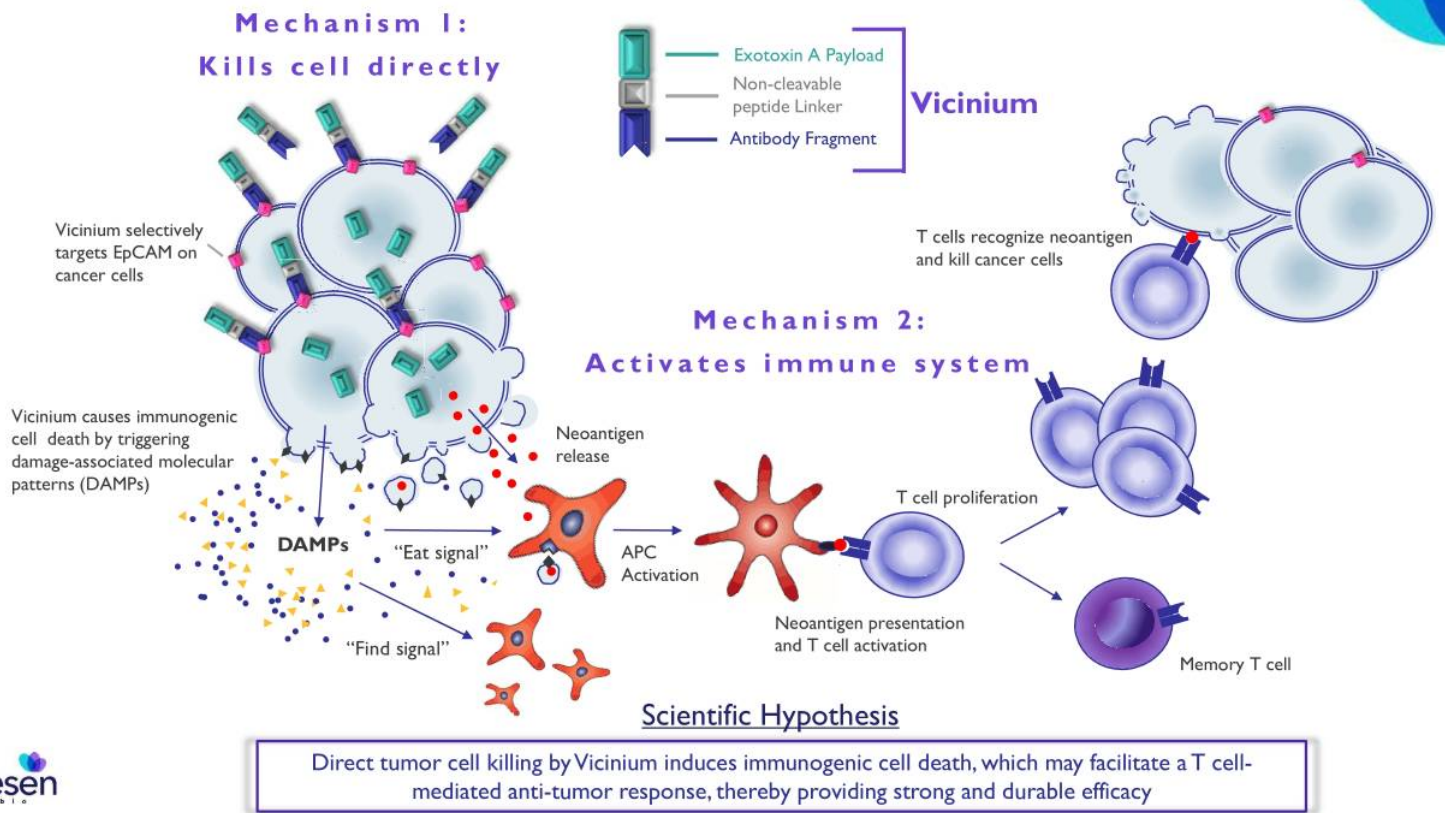 Mechanism 1:
Kills cell directly
Exotoxin A Payload
Non-cleavable
peptide Linker
Antibody Fragment
Vicinium
Vicinium selectively
targets EpCAM on
cancer cells
T cells recognize neoantigen
and kill cancer cells
Mechanism 2:
Activates immune system
Vicinium causes immunogenic
cell death by triggering
damage-associated molecular
patterns (DAMPs)
Neoantigen
release
DAMPs
“Eat signal”
“Find signal”
APC
Activation
T cell proliferation
Neoantigen presentation
and T cell activation
Memory T cell
Scientific Hypothesis
Direct tumor cell killing by Vicinium induces immunogenic cell death, which may facilitate a T cell-
mediated anti-tumor response, thereby providing strong and durable efficacy
esen
bio